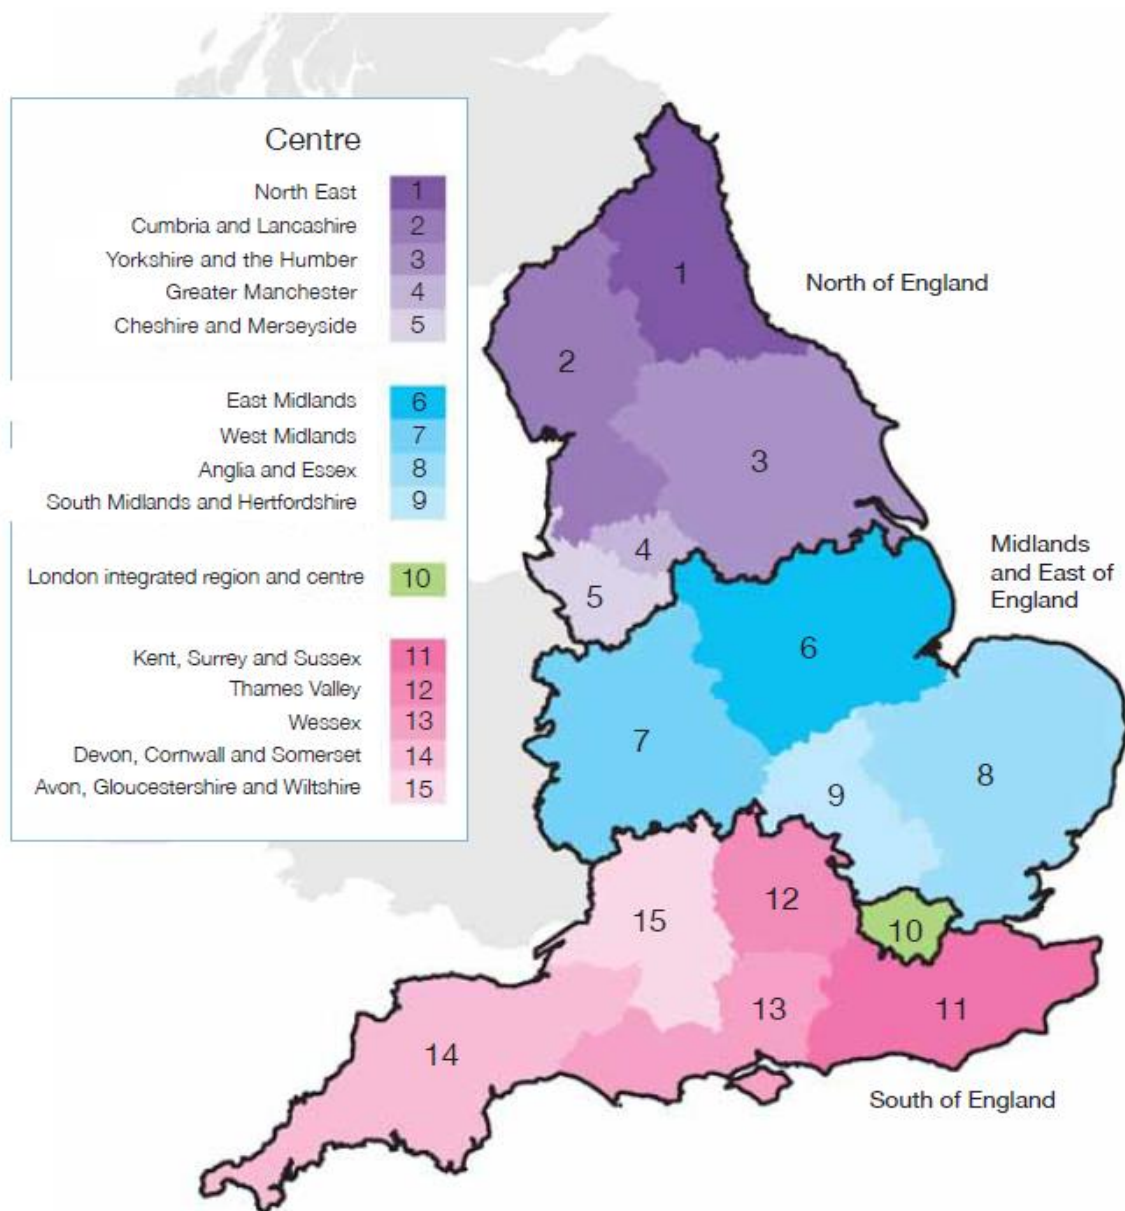 Centre
North East 1
Cumbria and Lancashire 2
Yorkshire and the Humber 3
Greater Manchester 4
Cheshire and Merseyside 5
East Midlands 6
West Midlands 7
Anglia and Essex 8
South Midlands and Hertfordshire 9
London integrated region and centre 10
Kent, Surrey and Sussex 11
Thames Valley 12
Wessex 13
Devon, Cornwall and Somerset 14
Avon, Gloucestershire and Wiltshire 15
1
North of England
2
3
4
5
Midlands
and East of
England
6
7
8
9
10
12
15
11
13
14
South of England